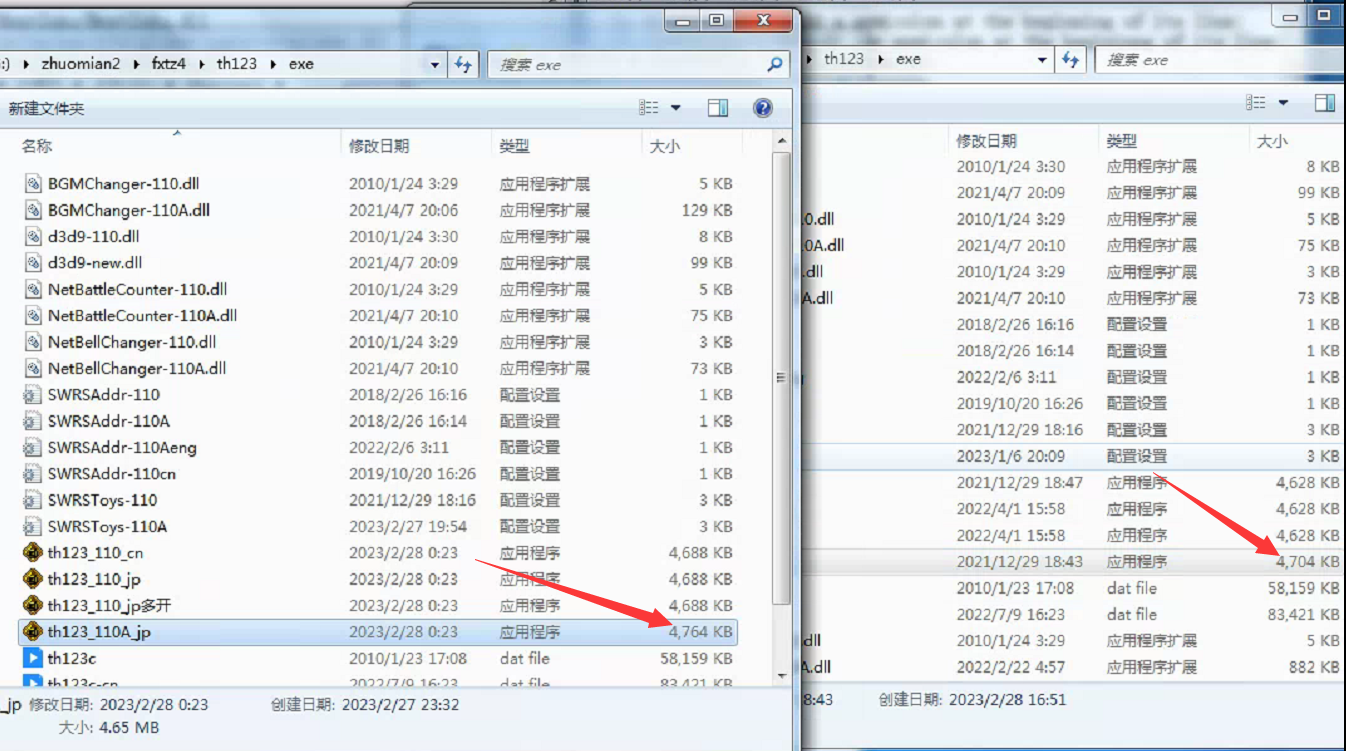 :) ▸ zhuomian2 ▸ fxtz4 ▸ th123 ▸ exe
搜索 exe
新建文件夹
名称 修改日期 类型 大小
BGMChanger-110.dll 2010/1/24 3:29 应用程序扩展 5 KB
BGMChanger-110A.dll 2021/4/7 20:06 应用程序扩展 129 KB
d3d9-110.dll 2010/1/24 3:30 应用程序扩展 8 KB
d3d9-new.dll 2021/4/7 20:09 应用程序扩展 99 KB
NetBattleCounter-110.dll 2010/1/24 3:29 应用程序扩展 5 KB
NetBattleCounter-110A.dll 2021/4/7 20:10 应用程序扩展 75 KB
NetBellChanger-110.dll 2010/1/24 3:29 应用程序扩展 3 KB
NetBellChanger-110A.dll 2021/4/7 20:10 应用程序扩展 73 KB
SWRSAddr-110 2018/2/26 16:16 配置设置 1 KB
SWRSAddr-110A 2018/2/26 16:14 配置设置 1 KB
SWRSAddr-110Aeng 2022/2/6 3:11 配置设置 1 KB
SWRSAddr-110cn 2019/10/20 16:26 配置设置 1 KB
SWRSToys-110 2021/12/29 18:16 配置设置 3 KB
SWRSToys-110A 2023/2/27 19:54 配置设置 3 KB
th123_110_cn 2023/2/28 0:23 应用程序 4,688 KB
th123_110_jp 2023/2/28 0:23 应用程序 4,688 KB
th123_110_jp多开 2023/2/28 0:23 应用程序 4,688 KB
th123_110A_jp 2023/2/28 0:23 应用程序 4,764 KB
th123c 2010/1/23 17:08 dat file 58,159 KB
th123c-cn 2022/7/9 16:23 dat file 83,421 KB
_jp 修改日期: 2023/2/28 0:23 创建日期: 2023/2/27 23:32
大小: 4.65 MB
▸ th123 ▸ exe
搜索 exe
修改日期 类型 大小
2010/1/24 3:30 应用程序扩展 8 KB
2021/4/7 20:09 应用程序扩展 99 KB
0.dll 2010/1/24 3:29 应用程序扩展 5 KB
0A.dll 2021/4/7 20:10 应用程序扩展 75 KB
.dll 2010/1/24 3:29 应用程序扩展 3 KB
A.dll 2021/4/7 20:10 应用程序扩展 73 KB
2018/2/26 16:16 配置设置 1 KB
2018/2/26 16:14 配置设置 1 KB
2022/2/6 3:11 配置设置 1 KB
2019/10/20 16:26 配置设置 1 KB
2021/12/29 18:16 配置设置 3 KB
2023/1/6 20:09 配置设置 3 KB
2021/12/29 18:47 应用程序 4,628 KB
2022/4/1 15:58 应用程序 4,628 KB
2022/4/1 15:58 应用程序 4,628 KB
2021/12/29 18:43 应用程序 4,704 KB
2010/1/23 17:08 dat file 58,159 KB
2022/7/9 16:23 dat file 83,421 KB
dll 2010/1/24 3:29 应用程序扩展 5 KB
A.dll 2022/2/22 4:57 应用程序扩展 882 KB
8:43 创建日期: 2023/2/28 16:51